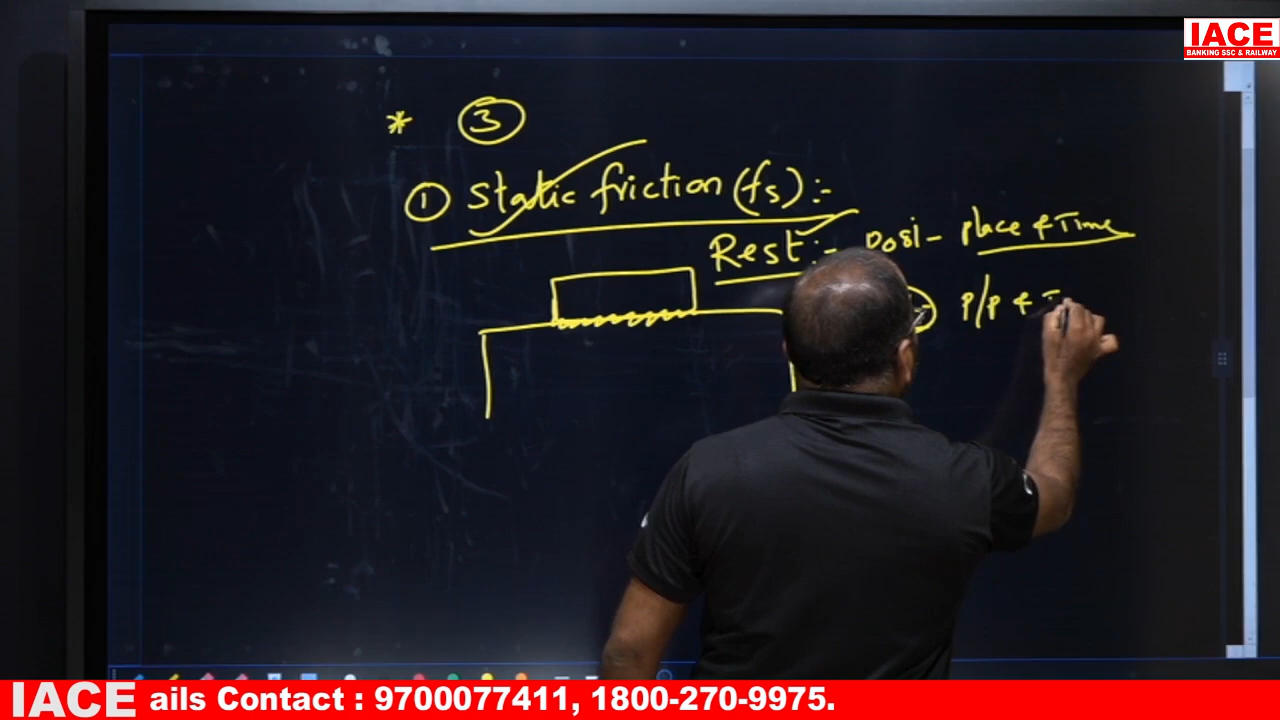 IACE
BANKING SSC & RAILWAY
* 3
① Static friction (fs) :-
Rest :- Posi - place & Time
P/P &
IACE ails Contact : 9700077411, 1800-270-9975.